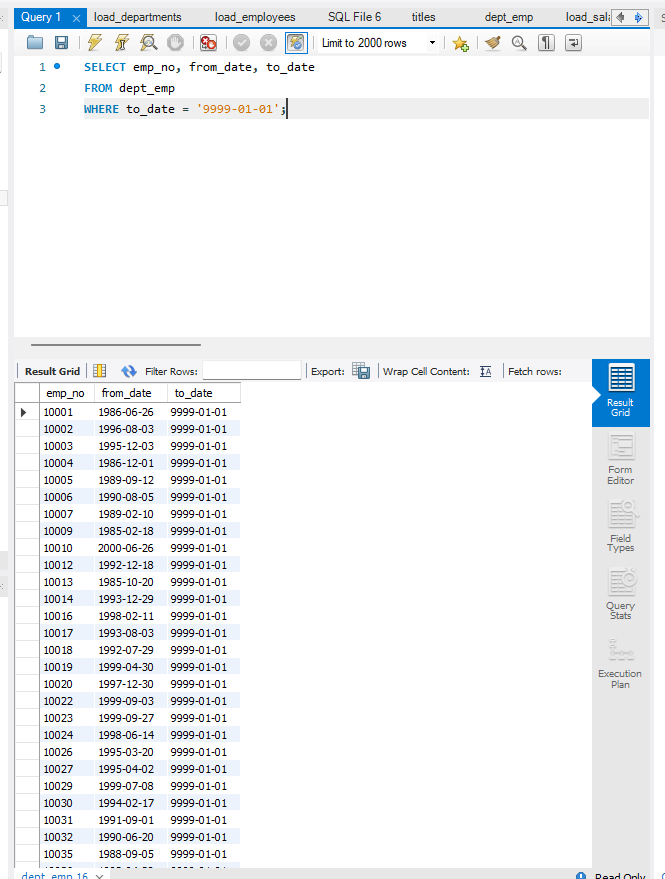 Query 1 load_departments load_employees SQL File 6 titles dept_emp load_sal
Limit to 2000 rows
1 SELECT emp_no, from_date, to_date
2 FROM dept_emp
3 WHERE to_date = '9999-01-01';
Result Grid Filter Rows: Export: Wrap Cell Content: Fetch rows:
emp_no from_date to_date
10001 1986-06-26 9999-01-01
10002 1996-08-03 9999-01-01
10003 1995-12-03 9999-01-01
10004 1986-12-01 9999-01-01
10005 1989-09-12 9999-01-01
10006 1990-08-05 9999-01-01
10007 1989-02-10 9999-01-01
10009 1985-02-18 9999-01-01
10010 2000-06-26 9999-01-01
10012 1992-12-18 9999-01-01
10013 1985-10-20 9999-01-01
10014 1993-12-29 9999-01-01
10016 1998-02-11 9999-01-01
10017 1993-08-03 9999-01-01
10018 1992-07-29 9999-01-01
10019 1999-04-30 9999-01-01
10020 1997-12-30 9999-01-01
10022 1999-09-03 9999-01-01
10023 1999-09-27 9999-01-01
10024 1998-06-14 9999-01-01
10026 1995-03-20 9999-01-01
10027 1995-04-02 9999-01-01
10029 1999-07-08 9999-01-01
10030 1994-02-17 9999-01-01
10031 1991-09-01 9999-01-01
10032 1990-06-20 9999-01-01
10035 1988-09-05 9999-01-01
Result
Grid
Form
Editor
Field
Types
Query
Stats
Execution
Plan
dept_emp 16
Read Only